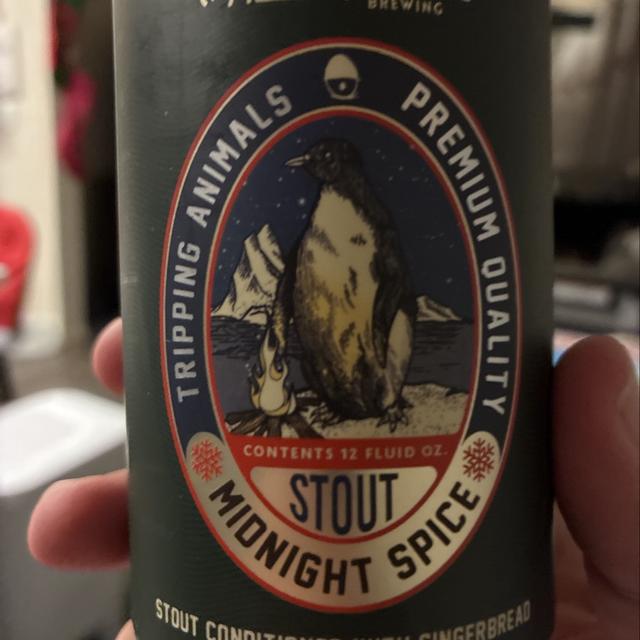 BREWING
TRIPPING ANIMALS
PREMIUM QUALITY
CONTENTS 12 FLUID OZ.
STOUT
MIDNIGHT SPICE
STOUT CONDITIONED WITH GINGERBREAD